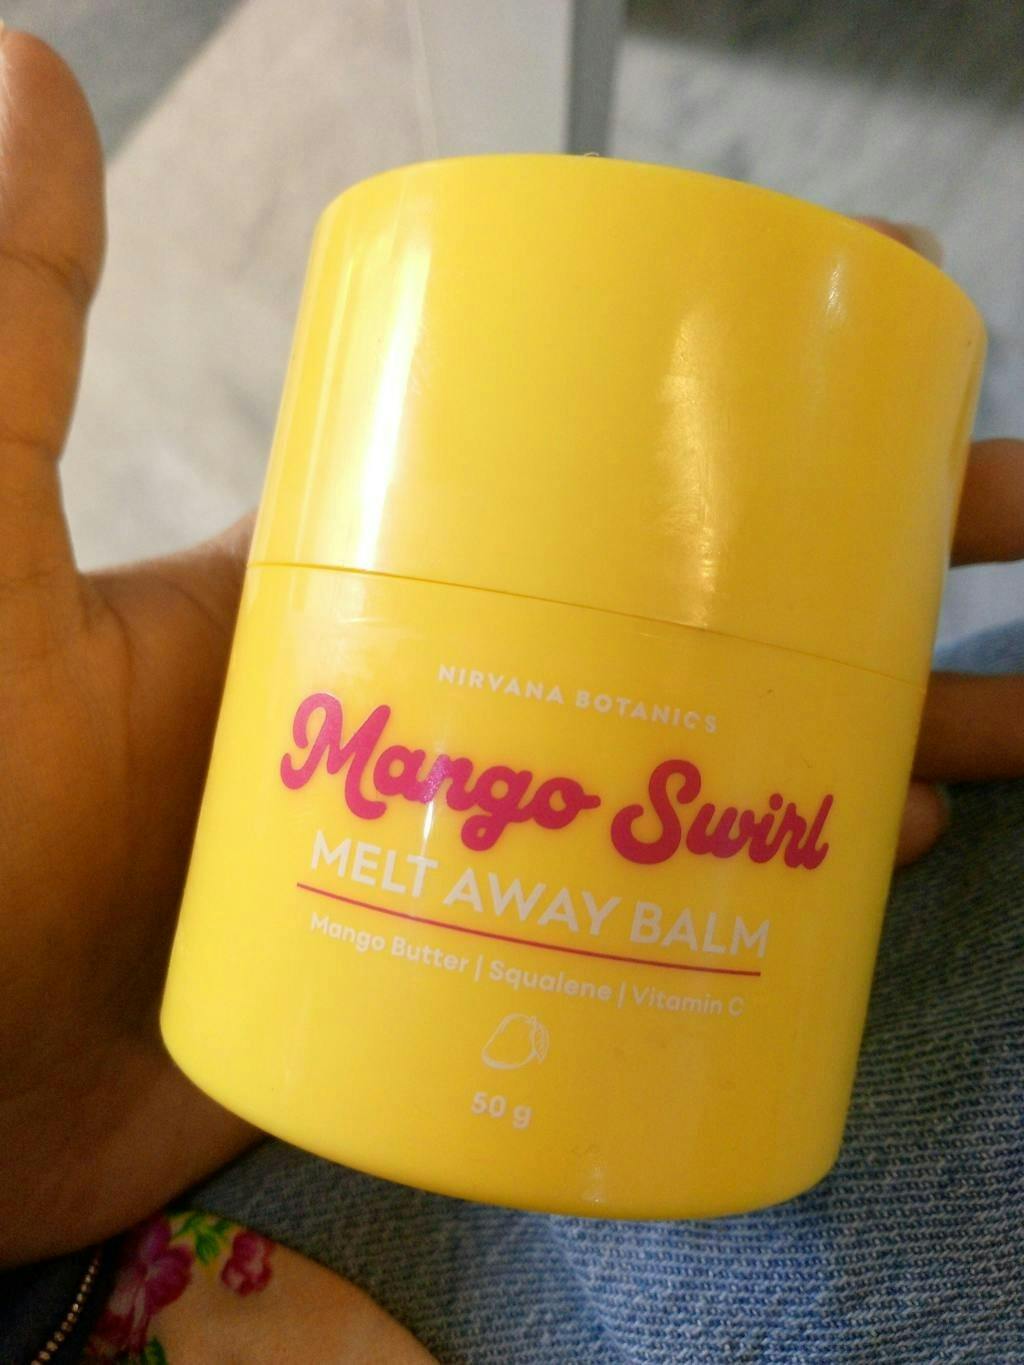 NIRVANA BOTANICS
Mango Swirl
MELT AWAY BALM
Mango Butter | Squalene | Vitamin C
50 g